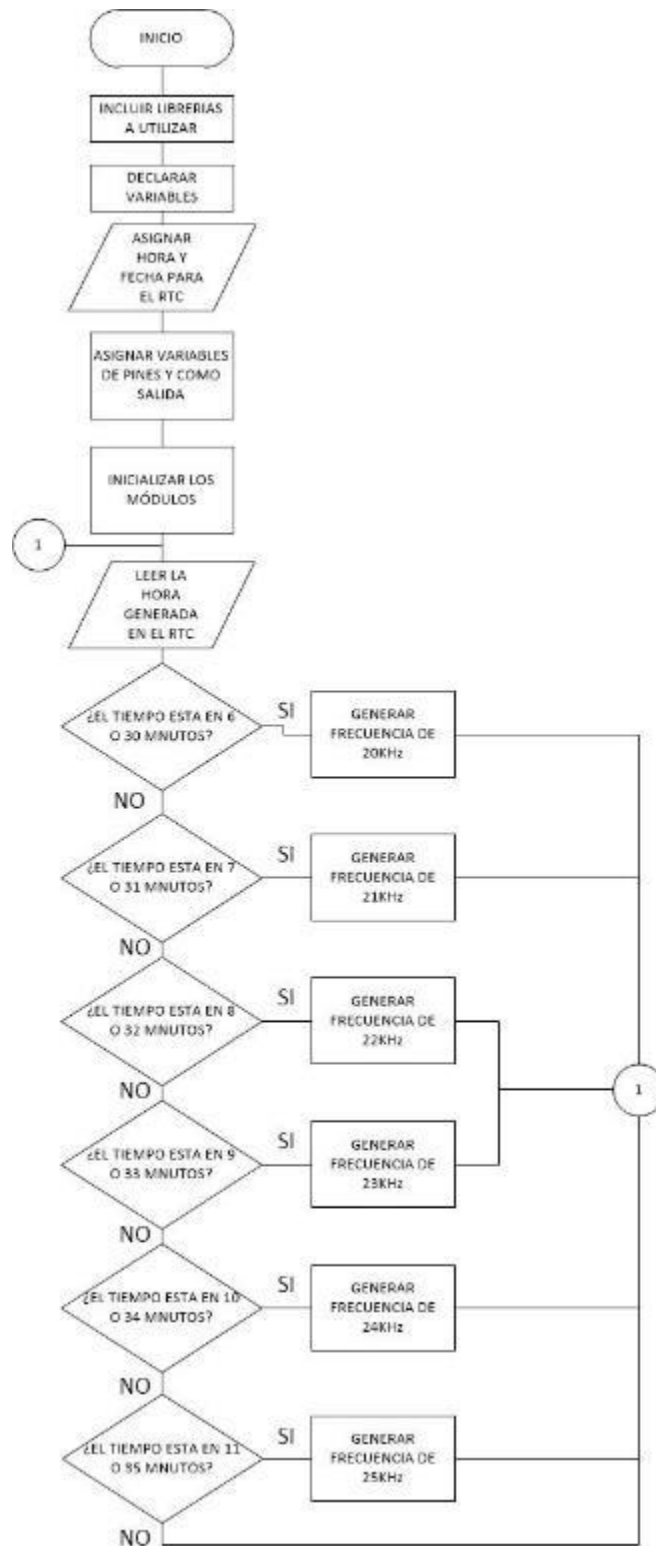 INICIO
INCLUIR LIBRERIAS
A UTILIZAR
DECLARAR
VARIABLES
ASIGNAR
HORA Y
FECHA PARA
EL RTC
ASIGNAR VARIABLES
DE PINES Y COMO
SALIDA
INICIALIZAR LOS
MÓDULOS
1
LEER LA
HORA
GENERADA
EN EL RTC
¿EL TIEMPO ESTA EN 6
O 30 MNUTOS?
SI
GENERAR
FRECUENCIA DE
20KHz
NO
¿EL TIEMPO ESTA EN 7
O 31 MNUTOS?
SI
GENERAR
FRECUENCIA DE
21KHz
NO
¿EL TIEMPO ESTA EN 8
O 32 MNUTOS?
SI
GENERAR
FRECUENCIA DE
22KHz
1
NO
¿EL TIEMPO ESTA EN 9
O 33 MNUTOS?
SI
GENERAR
FRECUENCIA DE
23KHz
NO
¿EL TIEMPO ESTA EN 10
O 34 MNUTOS?
SI
GENERAR
FRECUENCIA DE
24KHz
NO
¿EL TIEMPO ESTA EN 11
O 35 MNUTOS?
SI
GENERAR
FRECUENCIA DE
25KHz
NO